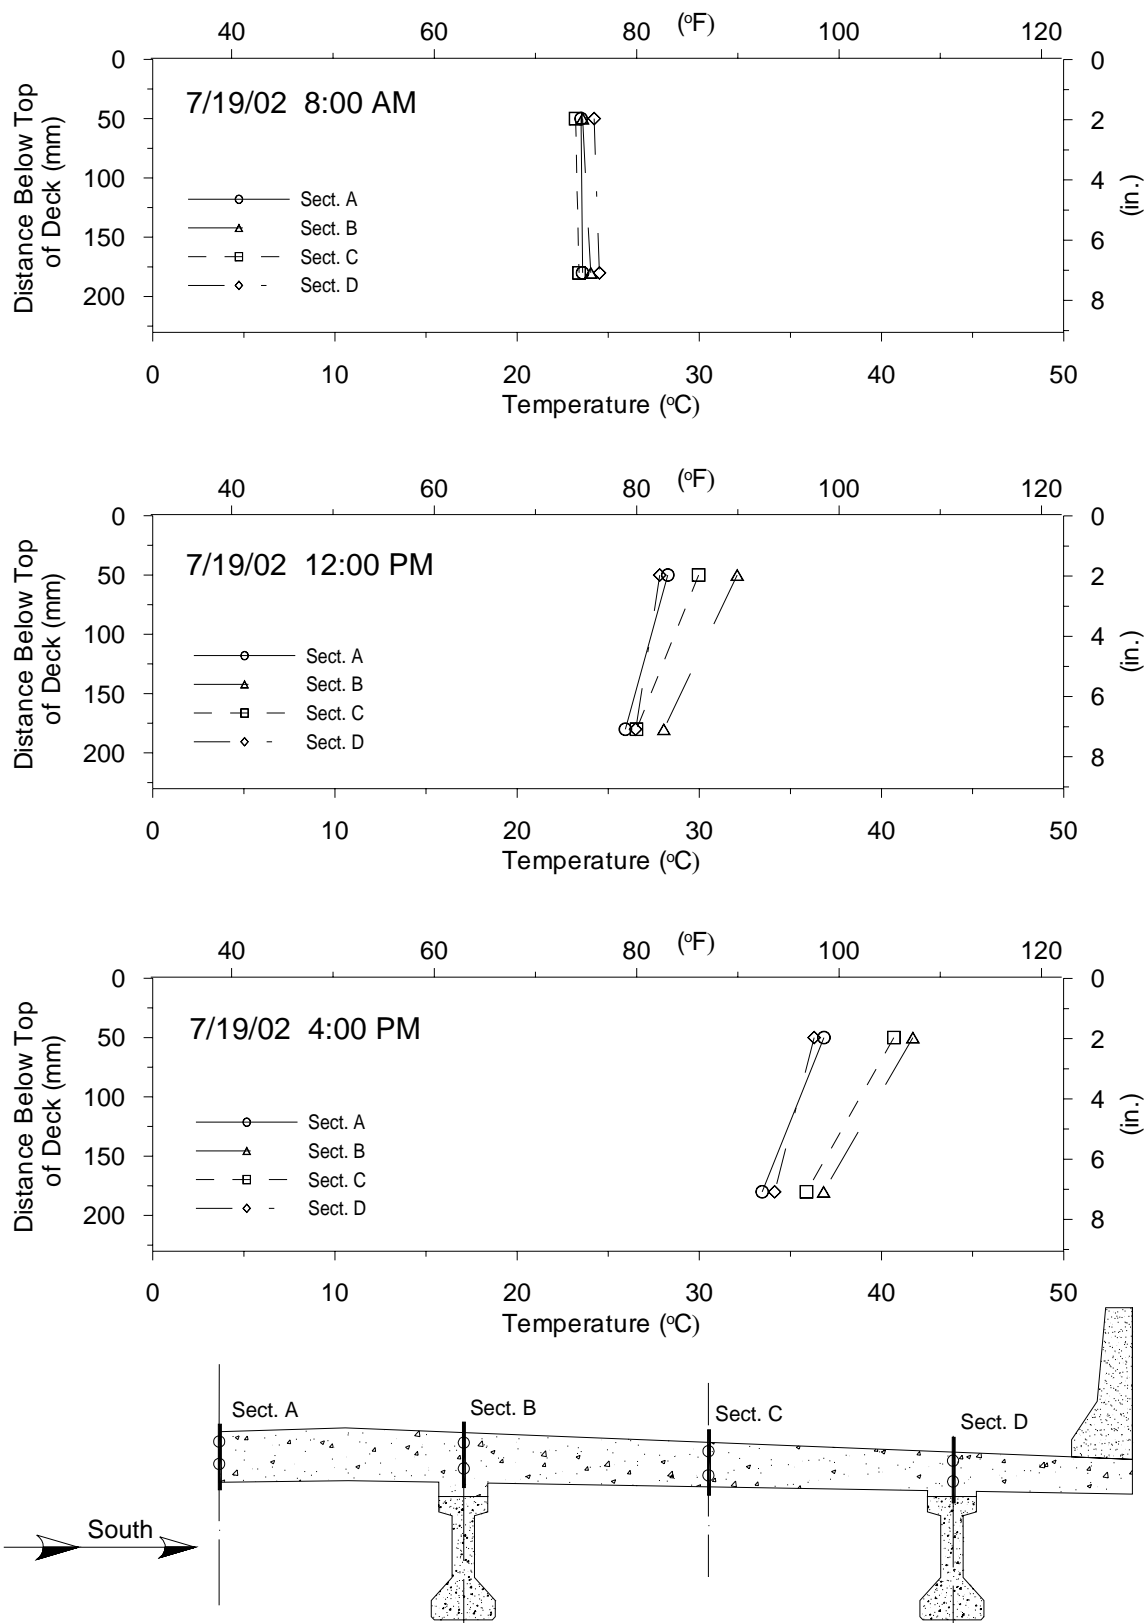 40 60 80 (°F) 100 120
0 0
7/19/02 8:00 AM
50 2
100 4
150 6
200 8
Distance Below Top
of Deck (mm)
(in.)
Sect. A
Sect. B
Sect. C
Sect. D
0 10 20 30 40 50
Temperature (°C)
40 60 80 (°F) 100 120
0 0
7/19/02 12:00 PM
50 2
100 4
150 6
200 8
Distance Below Top
of Deck (mm)
(in.)
Sect. A
Sect. B
Sect. C
Sect. D
0 10 20 30 40 50
Temperature (°C)
40 60 80 (°F) 100 120
0 0
7/19/02 4:00 PM
50 2
100 4
150 6
200 8
Distance Below Top
of Deck (mm)
(in.)
Sect. A
Sect. B
Sect. C
Sect. D
0 10 20 30 40 50
Temperature (°C)
Sect. A
Sect. B
Sect. C
Sect. D
South